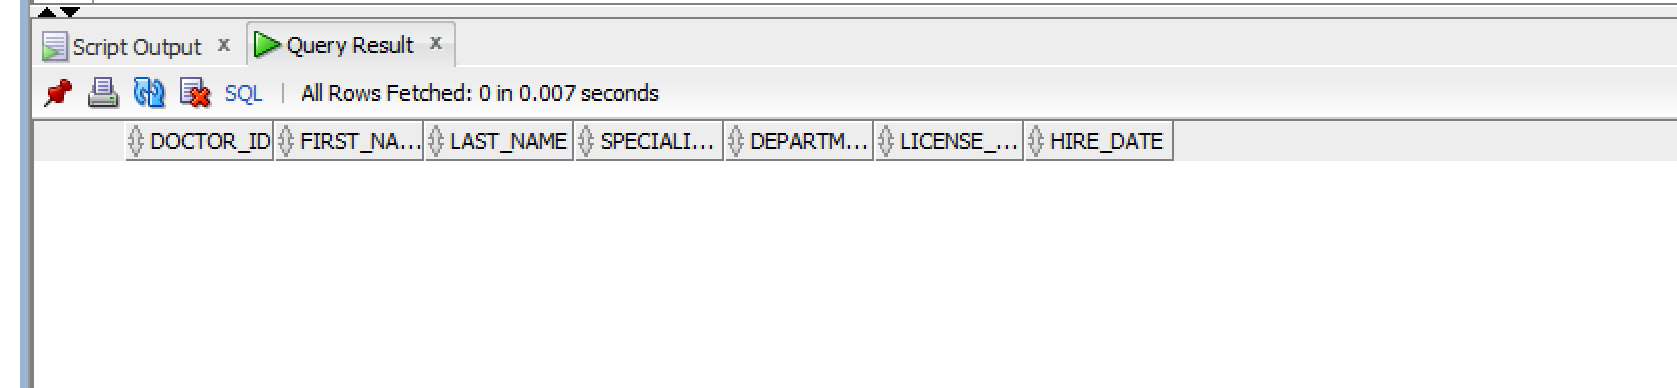 Script Output x Query Result x
SQL | All Rows Fetched: 0 in 0.007 seconds
DOCTOR_ID FIRST_NA... LAST_NAME SPECIALI... DEPARTM... LICENSE_... HIRE_DATE